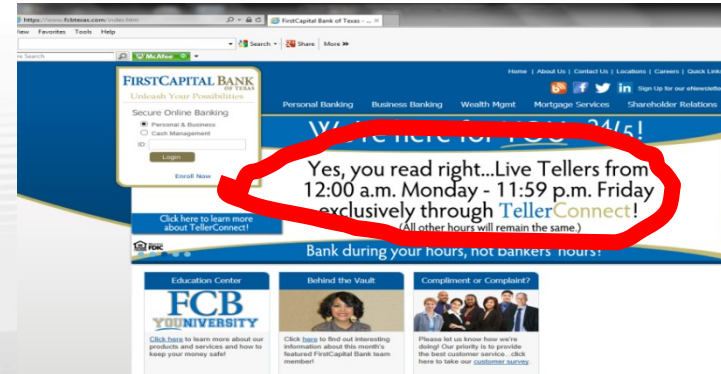 https://www.fcbtexas.com/index.htm
FirstCapital Bank of Texas - ...
View Favorites Tools Help
Search
Share
More »
Search
McAfee
Home | About Us | Contact Us | Locations | Careers | Quick Links
Sign Up for our eNewsletter
FIRSTCAPITAL BANK
OF TEXAS
Unleash Your Possibilities
Personal Banking Business Banking Wealth Mgmt Mortgage Services Shareholder Relations
Secure Online Banking
Personal & Business
Cash Management
ID
Login
Enroll Now
We're here for YOU 24/5!
Yes, you read right...Live Tellers from
12:00 a.m. Monday - 11:59 p.m. Friday
exclusively through TellerConnect!
(All other hours will remain the same.)
Click here to learn more
about TellerConnect!
FDIC
Bank during your hours, not bankers' hours!
Education Center
FCB
YOUNIVERSITY
Click here to learn more about our
products and services and how to
keep your money safe!
Behind the Vault
Click here to find out interesting
information about this month's
featured FirstCapital Bank team
member!
Compliment or Complaint?
Please let us know how we're
doing! Our priority is to provide
the best customer service...click
here to take our customer survey.